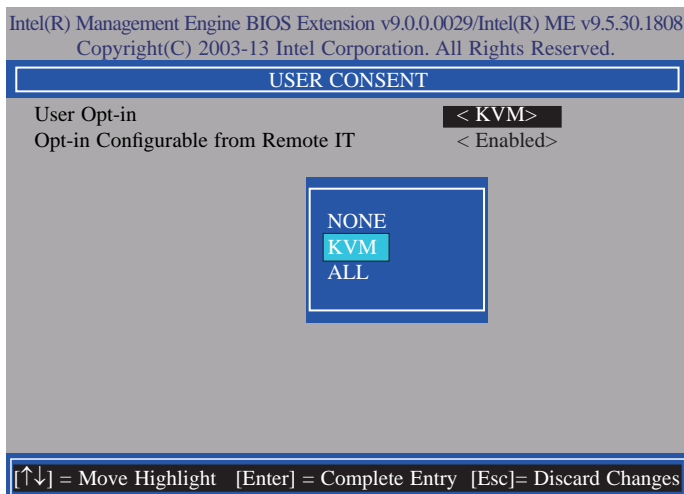 Intel(R) Management Engine BIOS Extension v9.0.0.0029/Intel(R) ME v9.5.30.1808
Copyright(C) 2003-13 Intel Corporation. All Rights Reserved.
USER CONSENT
User Opt-in < KVM>
Opt-in Configurable from Remote IT < Enabled>
NONE
KVM
ALL
[↑↓] = Move Highlight [Enter] = Complete Entry [Esc]= Discard Changes